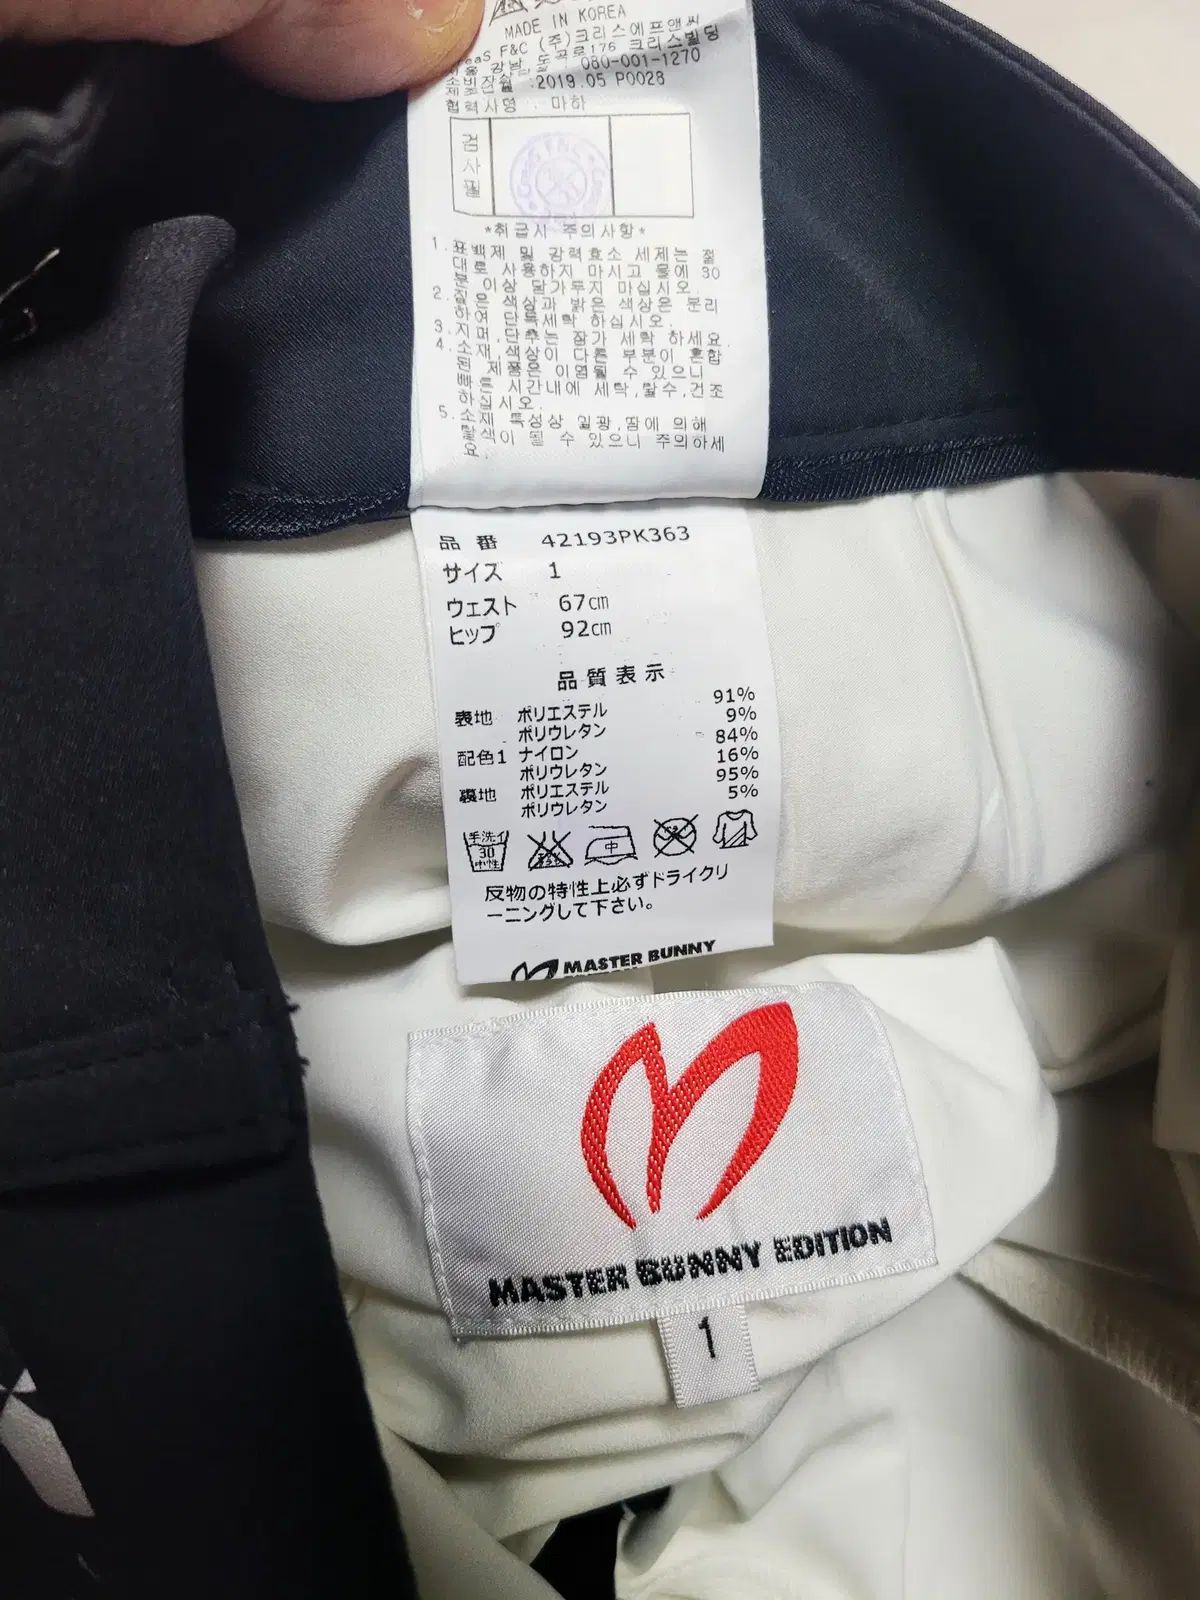 MADE IN KOREA
eaS F&C (주)크리스에프앤씨
강남 도곡로176 크리스빌딩
080-001-1270
2019.05 P0028
협력사명 : 마하
검
사
필
*취급시 주의사항*
1. 표백제 및 강력효소 세제는 절
대로 사용하지 마시고 물에 30
분 이상 담가두지 마십시오.
2. 짙은 색상과 밝은 색상은 분리
하여 단독세탁 하십시오.
3. 지퍼,단추는 잠가 세탁 하세요.
4. 소재,색상이 다른 부분이 혼합
된 제품은 이염될 수 있으니
빠른 시간내에 세탁,탈수,건조
하십시오.
5. 소재 특성상 일광,땀에 의해
탈색이 될 수 있으니 주의하세
요.
品番 42193PK363
サイズ 1
ウェスト 67㎝
ヒップ 92㎝
品質表示
表地 ポリエステル 91%
ポリウレタン 9%
配色1 ナイロン 84%
ポリウレタン 16%
裏地 ポリエステル 95%
ポリウレタン 5%
手洗イ
30
中性
中
反物の特性上必ずドライクリ
ーニングして下さい。
MASTER BUNNY
MASTER BUNNY EDITION
1